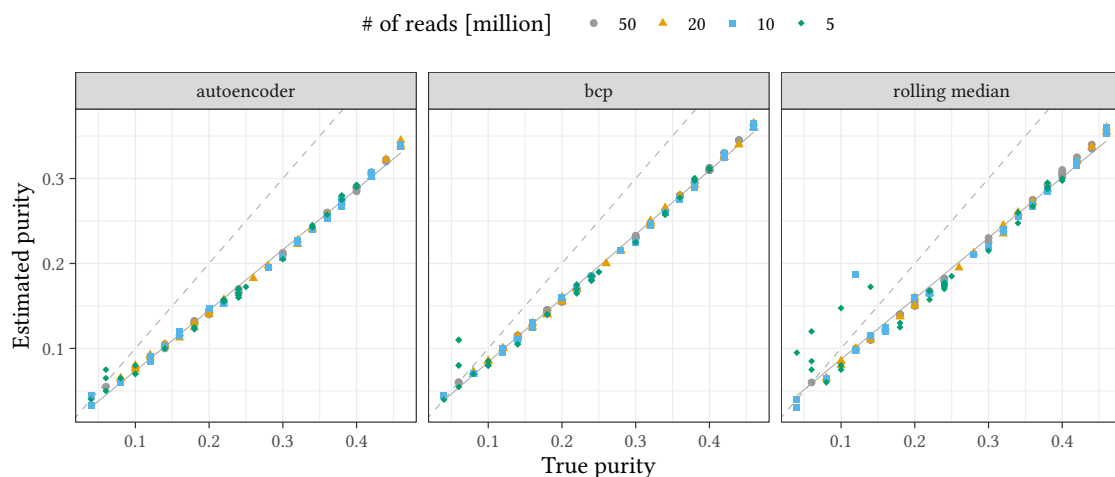 # of reads [million] 50 20 10 5
autoencoder bcp rolling median
Estimated purity
0.3
0.2
0.1
0.1 0.2 0.3 0.4 0.1 0.2 0.3 0.4 0.1 0.2 0.3 0.4
True purity